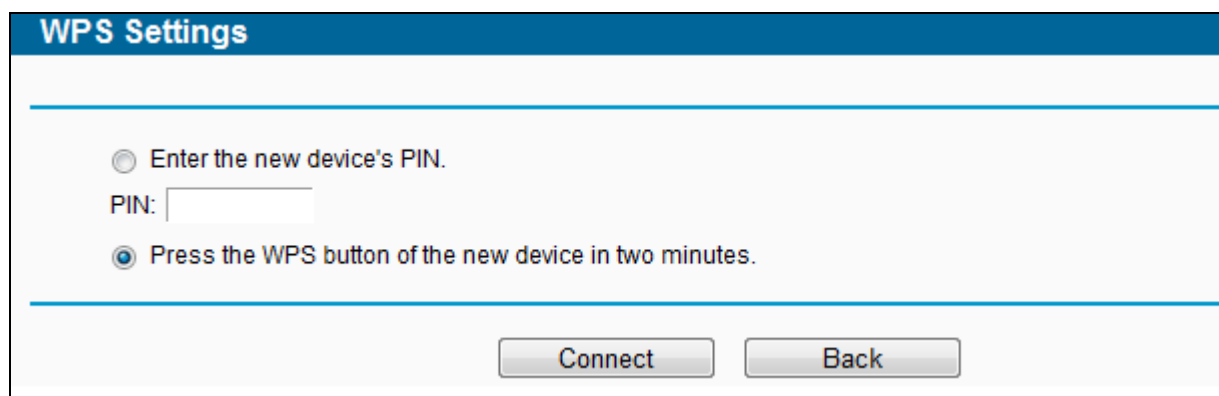 WPS Settings
Enter the new device's PIN.
PIN:
Press the WPS button of the new device in two minutes.
Connect Back